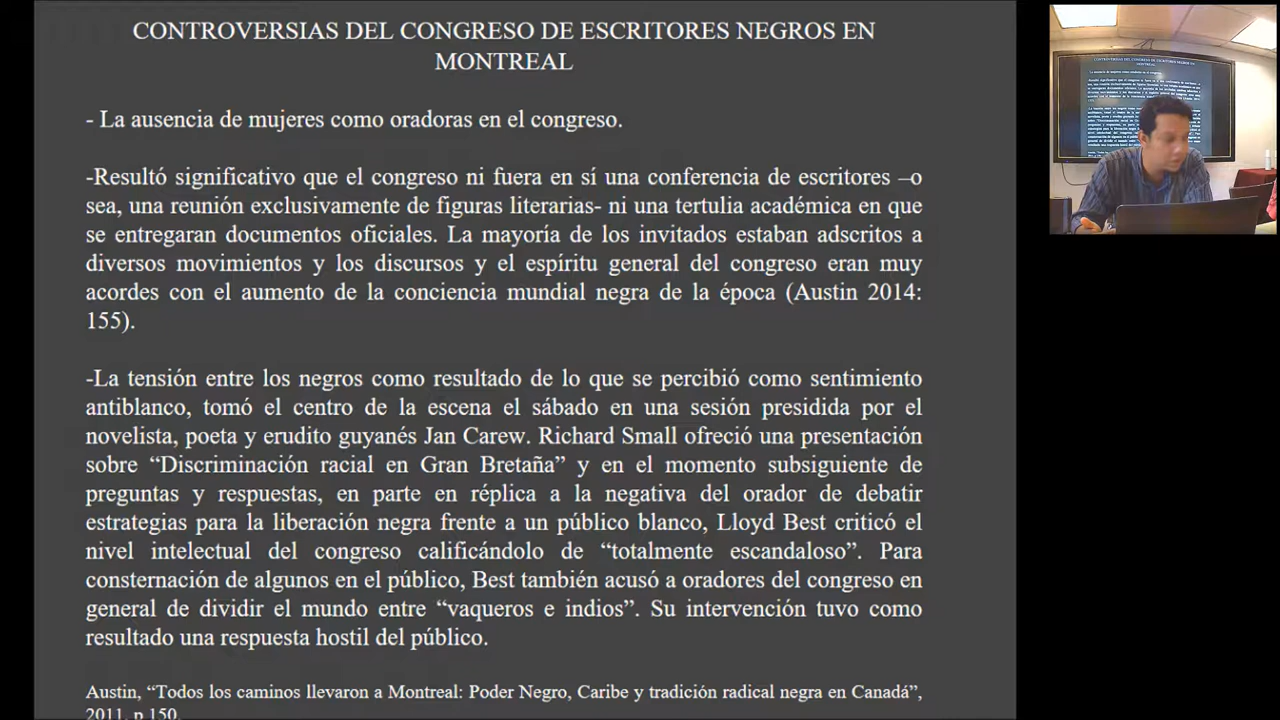 CONTROVERSIAS DEL CONGRESO DE ESCRITORES NEGROS EN
MONTREAL
- La ausencia de mujeres como oradoras en el congreso.
-Resultó significativo que el congreso ni fuera en sí una conferencia de escritores –o
sea, una reunión exclusivamente de figuras literarias- ni una tertulia académica en que
se entregaran documentos oficiales. La mayoría de los invitados estaban adscritos a
diversos movimientos y los discursos y el espíritu general del congreso eran muy
acordes con el aumento de la conciencia mundial negra de la época (Austin 2014:
155).
-La tensión entre los negros como resultado de lo que se percibió como sentimiento
antiblanco, tomó el centro de la escena el sábado en una sesión presidida por el
novelista, poeta y erudito guyanés Jan Carew. Richard Small ofreció una presentación
sobre “Discriminación racial en Gran Bretaña” y en el momento subsiguiente de
preguntas y respuestas, en parte en réplica a la negativa del orador de debatir
estrategias para la liberación negra frente a un público blanco, Lloyd Best criticó el
nivel intelectual del congreso calificándolo de “totalmente escandaloso”. Para
consternación de algunos en el público, Best también acusó a oradores del congreso en
general de dividir el mundo entre “vaqueros e indios”. Su intervención tuvo como
resultado una respuesta hostil del público.
Austin, “Todos los caminos llevaron a Montreal: Poder Negro, Caribe y tradición radical negra en Canadá”,
2011, p 150.